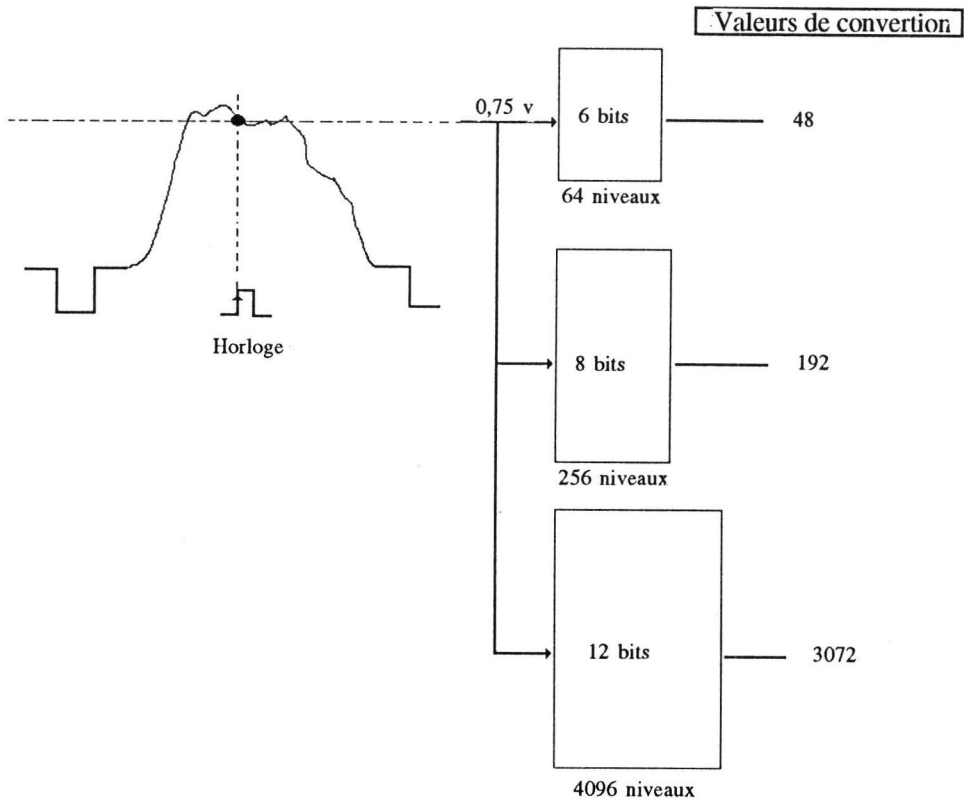 Valeurs de convertion
0,75 v
6 bits
48
64 niveaux
Horloge
8 bits
192
256 niveaux
12 bits
3072
4096 niveaux